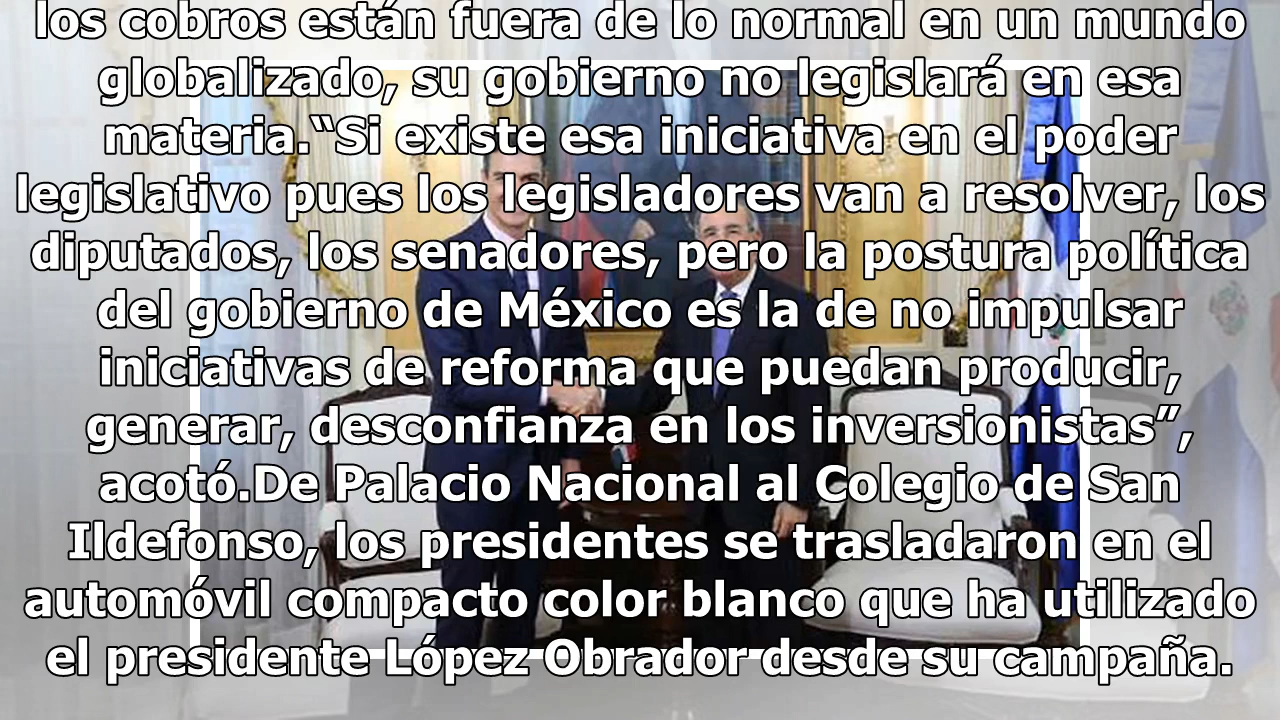 los cobros están fuera de lo normal en un mundo
globalizado, su gobierno no legislará en esa
materia.“Si existe esa iniciativa en el poder
legislativo pues los legisladores van a resolver, los
diputados, los senadores, pero la postura política
del gobierno de México es la de no impulsar
iniciativas de reforma que puedan producir,
generar, desconfianza en los inversionistas”,
acotó.De Palacio Nacional al Colegio de San
Ildefonso, los presidentes se trasladaron en el
automóvil compacto color blanco que ha utilizado
el presidente López Obrador desde su campaña.